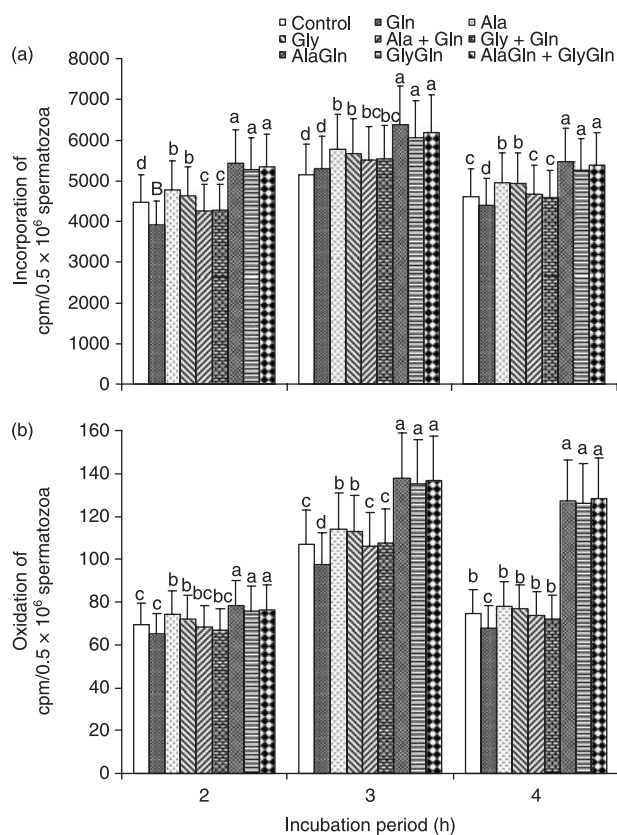 Control Gln Ala
Gly Ala + Gln Gly + Gln
AlaGln GlyGln AlaGln + GlyGln
(a)
Incorporation of
cpm/0.5 × 10⁶ spermatozoa
8000
7000
6000
5000
4000
3000
2000
1000
0
d B b b c c a a a
d d b b bc bc a a a
c d b b c c a a a
(b)
Oxidation of
cpm/0.5 × 10⁶ spermatozoa
160
140
120
100
80
60
40
20
0
c c b b bc bc a a a
c d b b c c a a a
b c b b b b a a a
2 3 4
Incubation period (h)